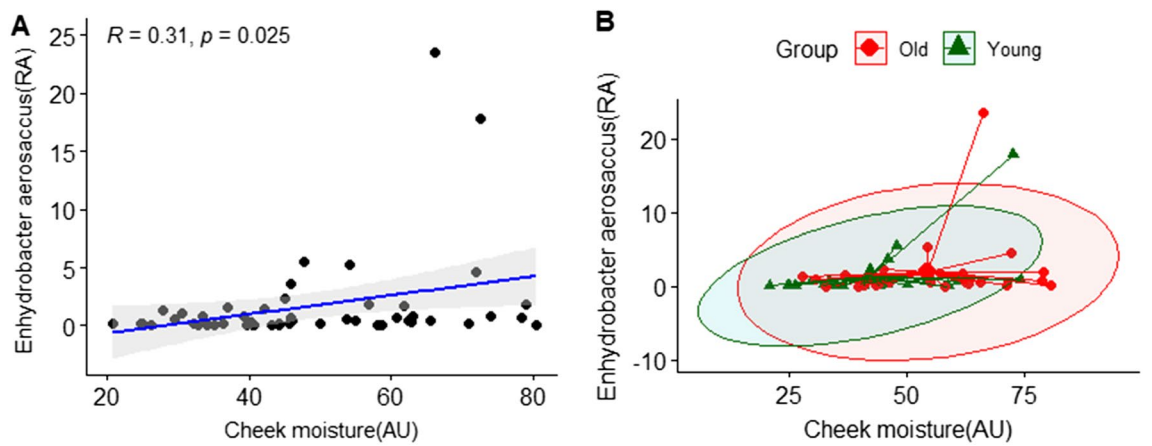 A
R = 0.31, p = 0.025
Enhydrobacter aerosaccus(RA)
25
20
15
10
5
0
20
40
60
80
Cheek moisture(AU)
B
Group Old Young
Enhydrobacter aerosaccus(RA)
20
10
0
-10
25
50
75
Cheek moisture(AU)